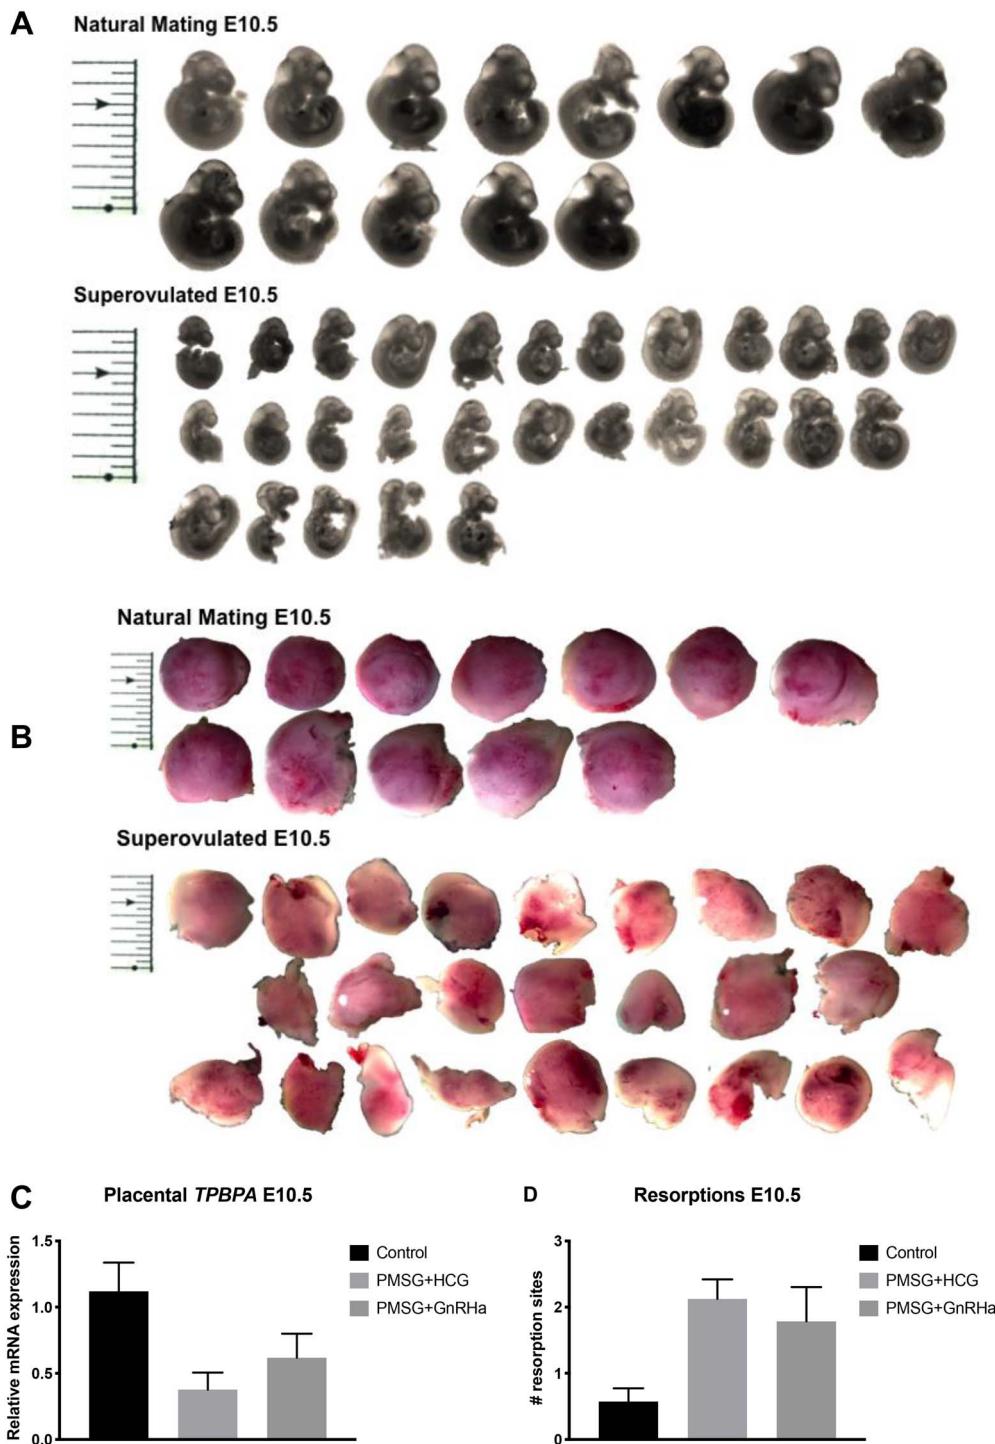 A
Natural Mating E10.5
Superovulated E10.5
Natural Mating E10.5
B
Superovulated E10.5
C
Placental TPBPA E10.5
Relative mRNA expression
1.5
1.0
0.5
0.0
Control
PMSG+HCG
PMSG+GnRHa
D
Resorptions E10.5
# resorption sites
3
2
1
0
Control
PMSG+HCG
PMSG+GnRHa